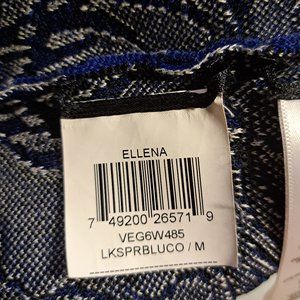 ELLENA
7 49200 26571 9
VEG6W485
LKSPRBLUCO / M